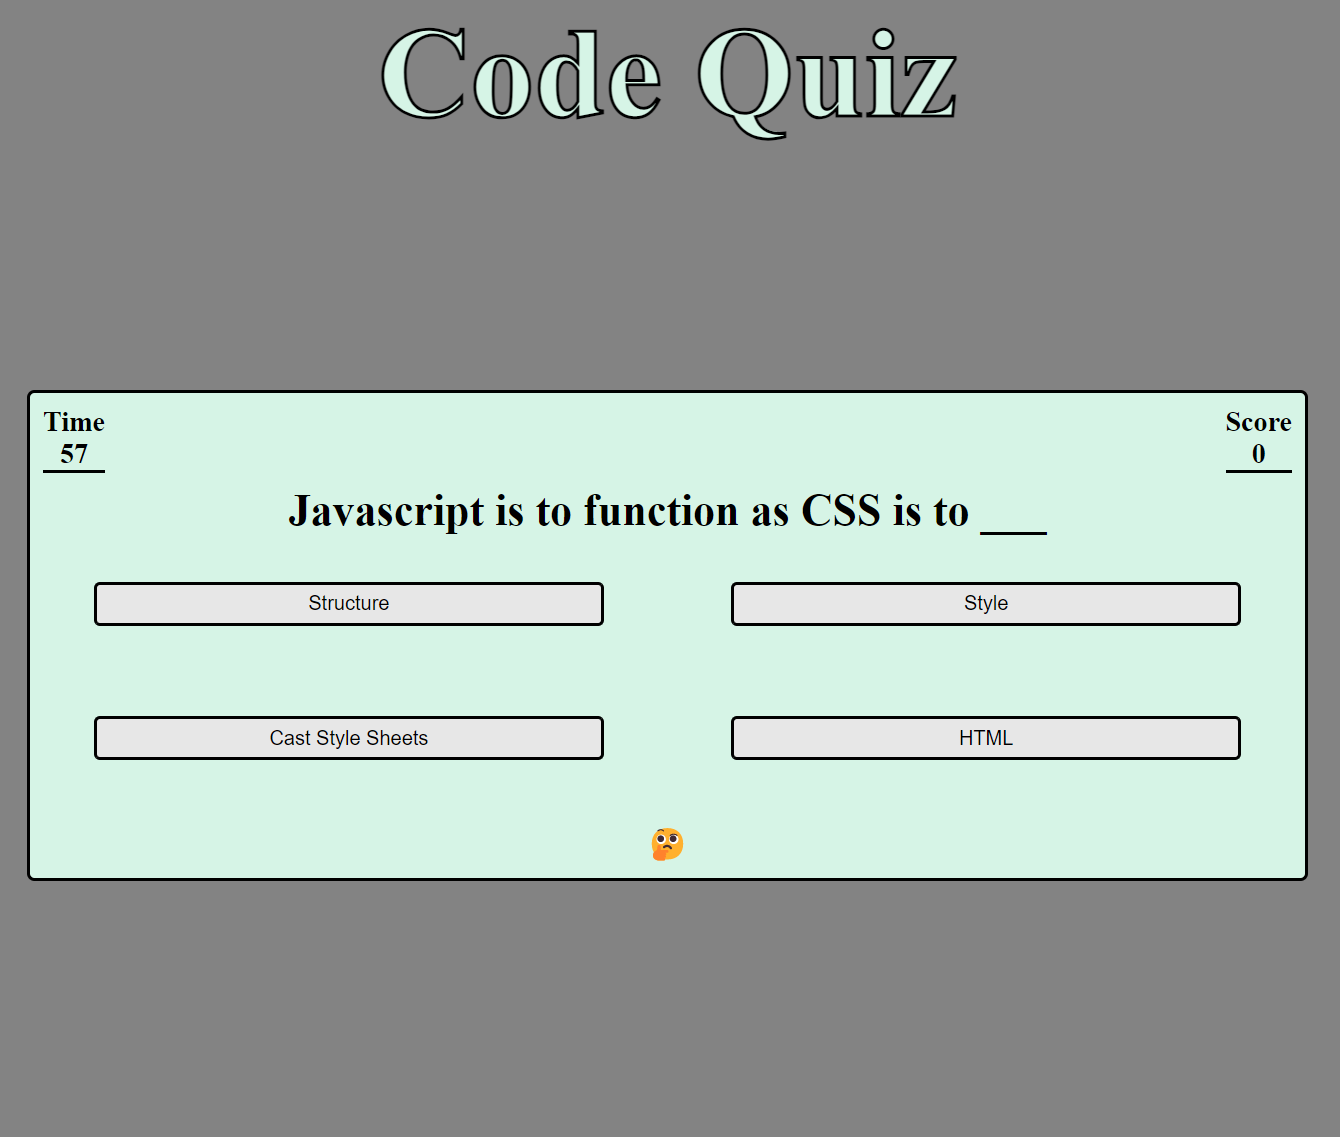 Code Quiz
Time
57
Score
0
Javascript is to function as CSS is to ___
Structure
Style
Cast Style Sheets
HTML